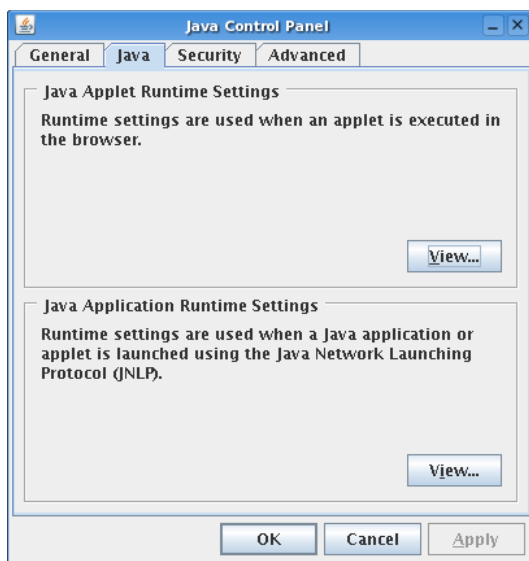 Java Control Panel
General Java Security Advanced
Java Applet Runtime Settings
Runtime settings are used when an applet is executed in
the browser.
View...
Java Application Runtime Settings
Runtime settings are used when a Java application or
applet is launched using the Java Network Launching
Protocol (JNLP).
View...
OK Cancel Apply